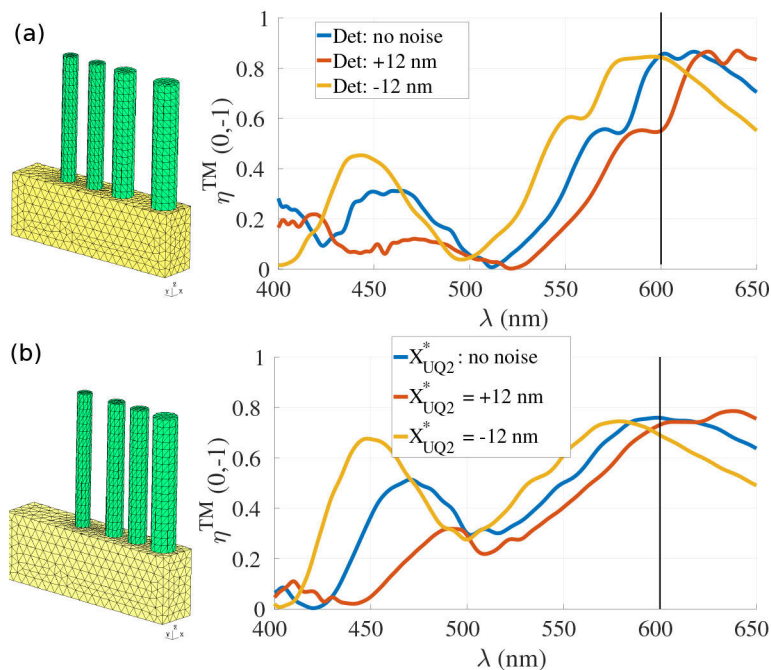 (a)
z
Y X
η^TM (0,-1)
1
0.8
0.6
0.4
0.2
0
Det: no noise
Det: +12 nm
Det: -12 nm
400 450 500 550 600 650
λ (nm)
(b)
z
Y X
η^TM (0,-1)
1
0.8
0.6
0.4
0.2
0
X*_UQ2 : no noise
X*_UQ2 = +12 nm
X*_UQ2 = -12 nm
400 450 500 550 600 650
λ (nm)